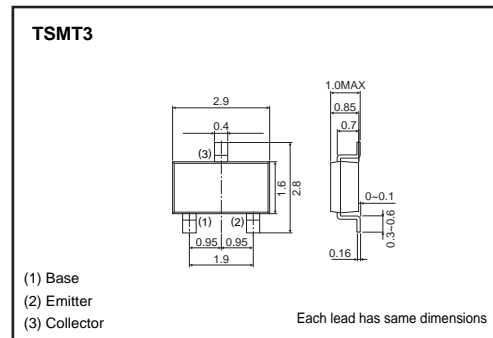 TSMT3
1.0MAX
2.9
0.85
0.4
0.7
(3)
1.6
2.8
0~0.1
(1)
(2)
0.3~0.6
0.95
0.95
0.16
1.9
(1) Base
(2) Emitter
(3) Collector
Each lead has same dimensions